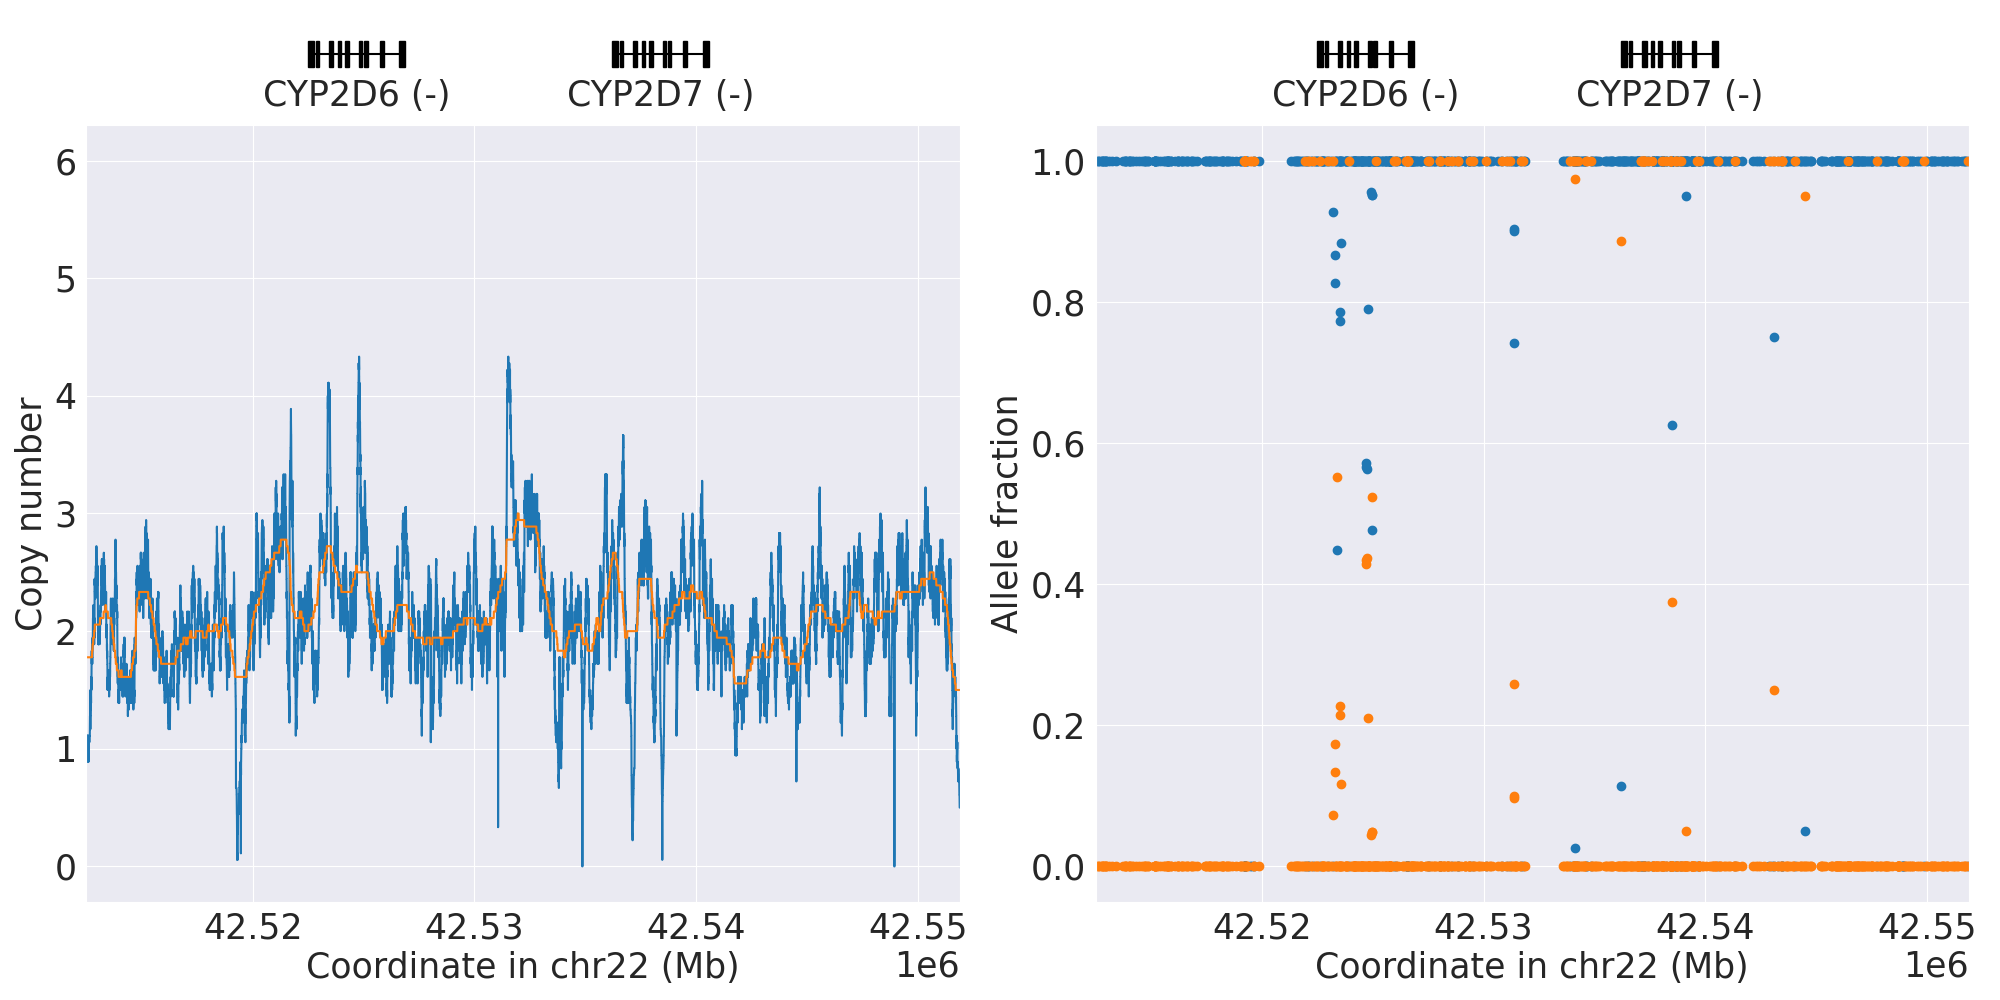 CYP2D6 (-) CYP2D7 (-)
6
5
4
3
2
1
0
Copy number
42.52 42.53 42.54 42.55
Coordinate in chr22 (Mb) 1e6
CYP2D6 (-) CYP2D7 (-)
1.0
0.8
0.6
0.4
0.2
0.0
Allele fraction
42.52 42.53 42.54 42.55
Coordinate in chr22 (Mb) 1e6